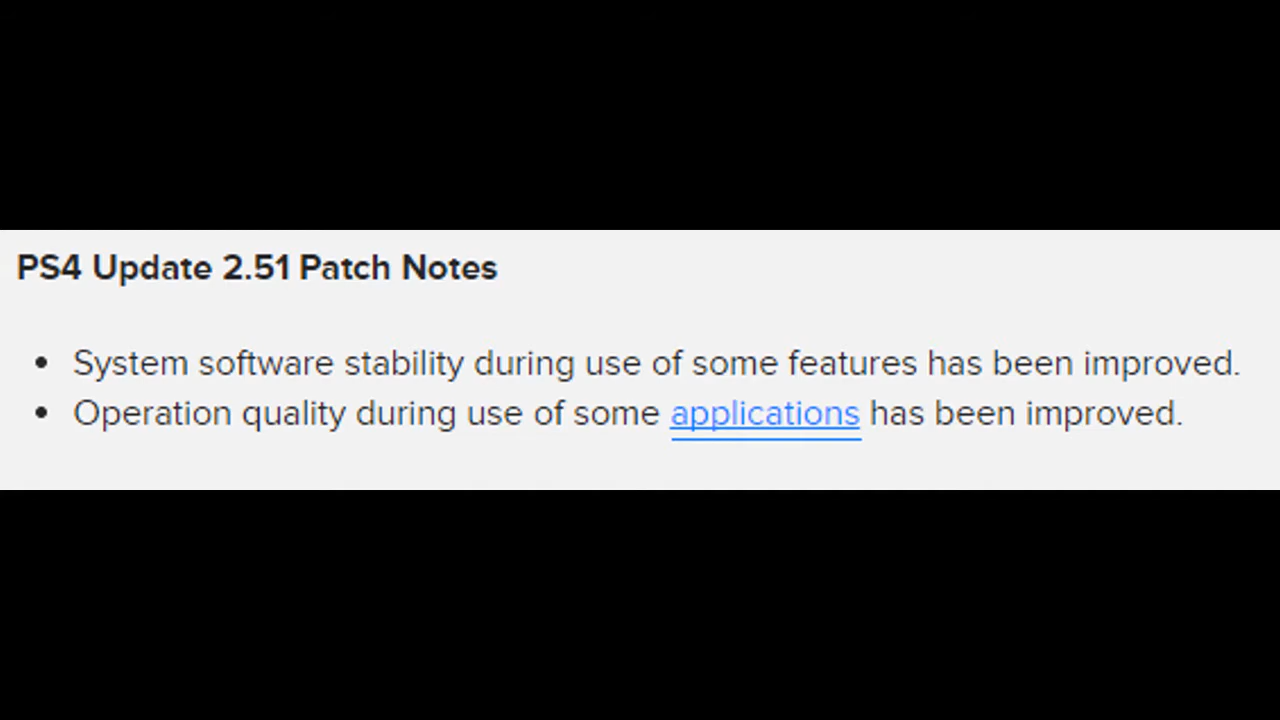 PS4 Update 2.51 Patch Notes
• System software stability during use of some features has been improved.
• Operation quality during use of some applications has been improved.